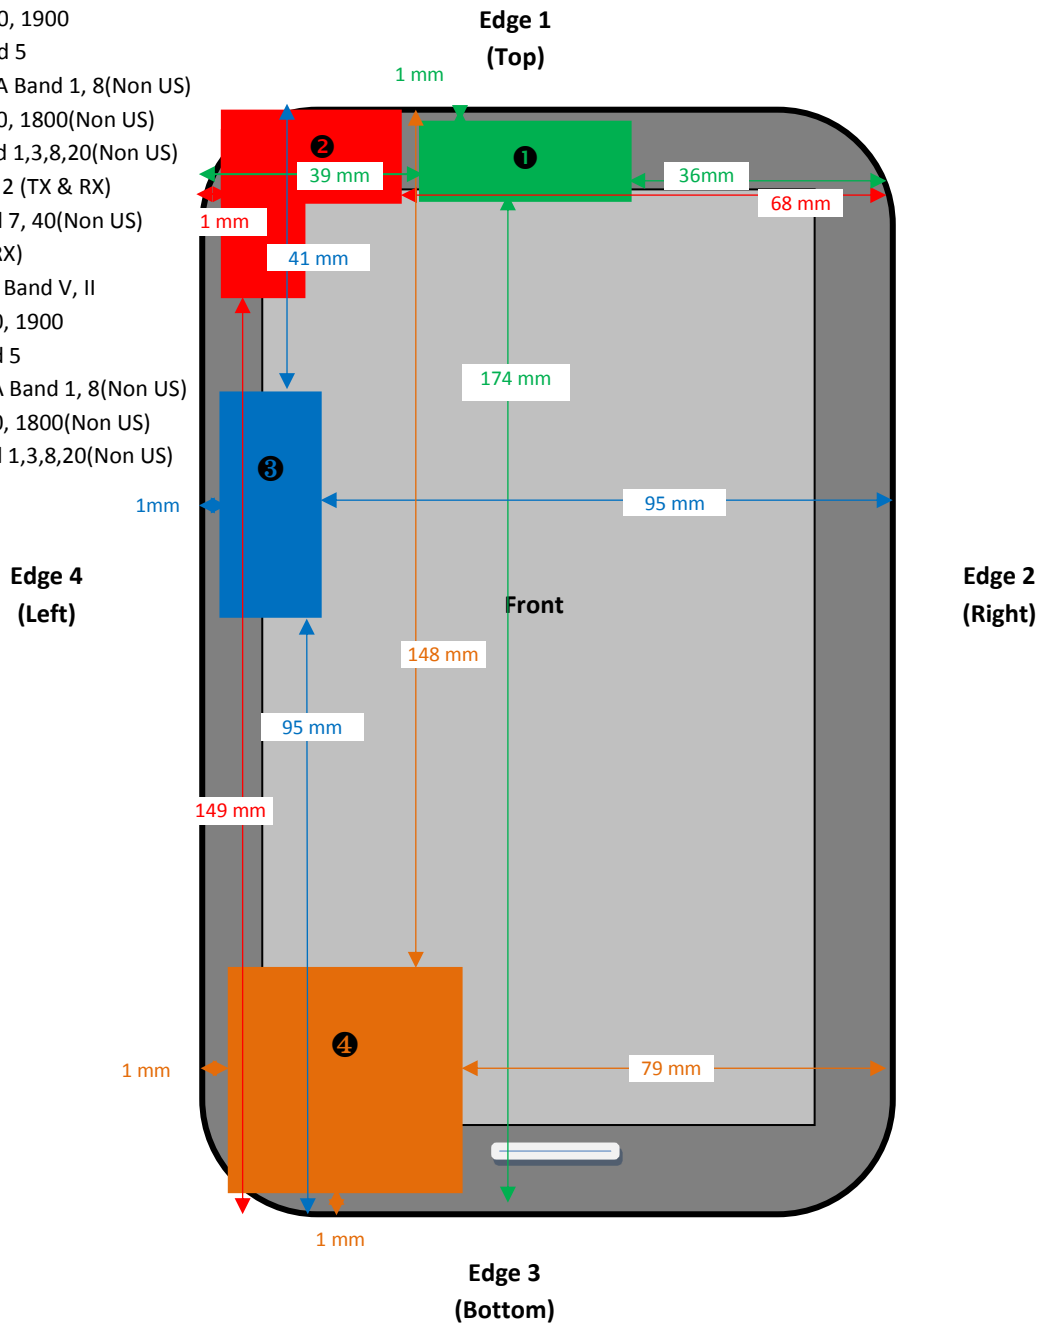 0, 1900
d 5
A Band 1, 8(Non US)
0, 1800(Non US)
d 1,3,8,20(Non US)
2 (TX & RX)
d 7, 40(Non US)
RX)
Band V, II
0, 1900
d 5
A Band 1, 8(Non US)
0, 1800(Non US)
d 1,3,8,20(Non US)
Edge 1
(Top)
1 mm
❷
❶
39 mm
36mm
68 mm
1 mm
41 mm
174 mm
❸
1mm
95 mm
Edge 4
(Left)
Edge 2
(Right)
Front
148 mm
95 mm
149 mm
❹
1 mm
79 mm
1 mm
Edge 3
(Bottom)